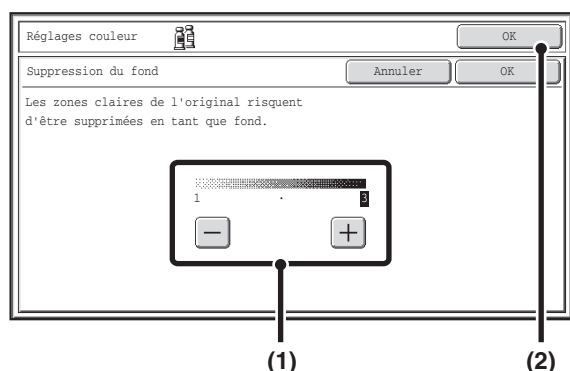 Réglages couleur OK
Suppression du fond Annuler OK
Les zones claires de l'original risquent
d'être supprimées en tant que fond.
1 · 3
− +
(1) (2)